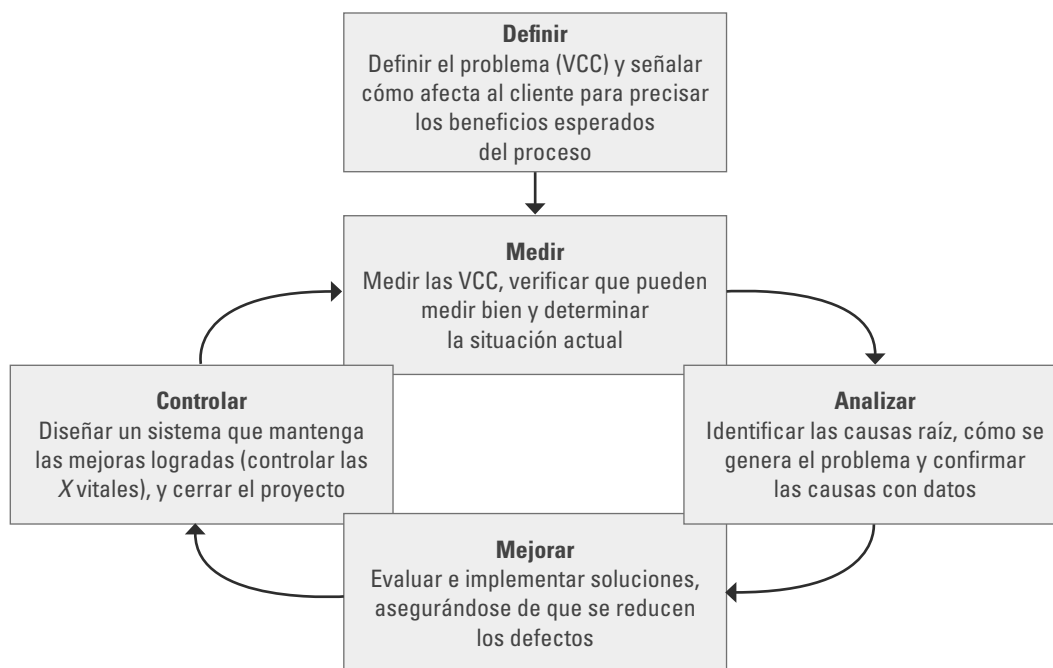 Definir
Definir el problema (VCC) y señalar
cómo afecta al cliente para precisar
los beneficios esperados
del proceso
Medir
Medir las VCC, verificar que pueden
medir bien y determinar
la situación actual
Controlar
Diseñar un sistema que mantenga
las mejoras logradas (controlar las
X vitales), y cerrar el proyecto
Analizar
Identificar las causas raíz, cómo se
genera el problema y confirmar
las causas con datos
Mejorar
Evaluar e implementar soluciones,
asegurándose de que se reducen
los defectos